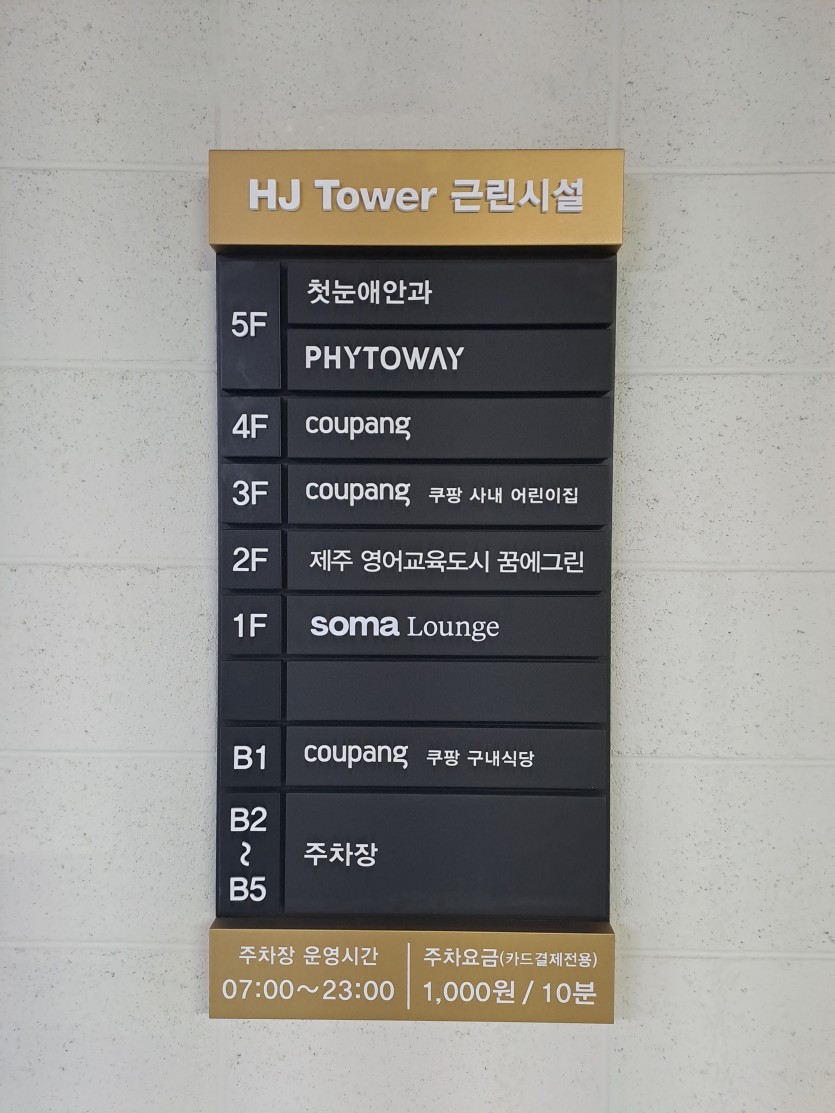 HJ Tower 근린시설
5F
첫눈애안과
PHYTOWAY
4F
coupang
3F
coupang 쿠팡 사내 어린이집
2F
제주 영어교육도시 꿈에그린
1F
soma Lounge
B1
coupang 쿠팡 구내식당
B2
~
B5
주차장
주차장 운영시간
07:00~23:00
주차요금(카드결제전용)
1,000원 / 10분